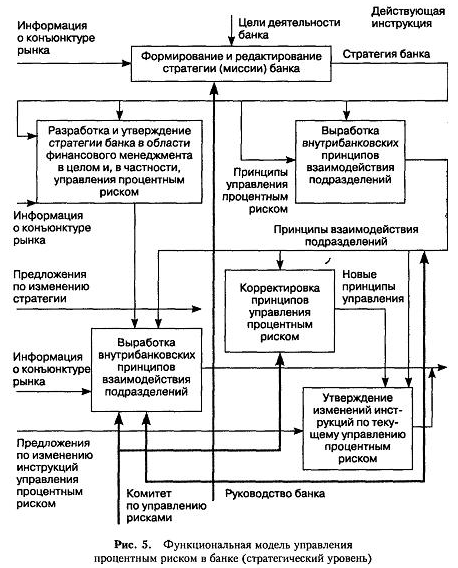 Информация
о конъюнктуре
рынка
Цели деятельности
банка
Действующая
инструкция
Формирование и редактирование
стратегии (миссии) банка
Стратегия банка
Разработка и утверждение
стратегии банка в области
финансового менеджмента
в целом и, в частности,
управления процентным
риском
Выработка
внутрибанковских
принципов
взаимодействия
подразделений
Принципы
управления
процентным
риском
Информация
о конъюнктуре
рынка
Принципы взаимодействия
подразделений
Предложения
по изменению
стратегии
Корректировка
принципов
управления
процентным
риском
Новые
принципы
управления
Выработка
внутрибанковских
принципов
взаимодействия
подразделений
Информация
о конъюнктуре
рынка
Утверждение
изменений инст-
рукций по теку-
щему управлению
процентным
риском
Предложения
по изменению
инструкций
управления
процентным
риском
Комитет
по управлению
рисками
Руководство банка
Рис. 5. Функциональная модель управления
процентным риском в банке (стратегический уровень)